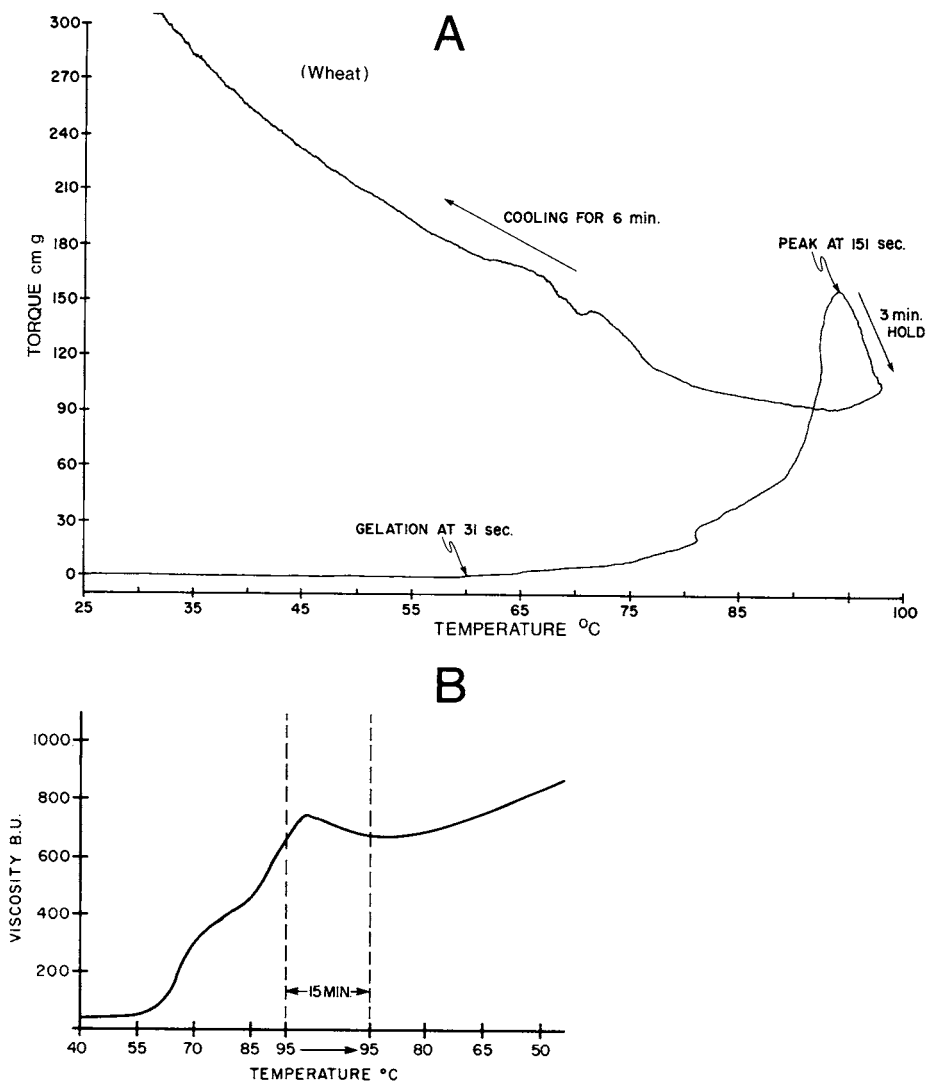 A
(Wheat)
300
270
240
210
180
150
120
90
60
30
0
TORQUE cm g
COOLING FOR 6 min.
PEAK AT 151 sec.
3 min.
HOLD
GELATION AT 31 sec.
25 35 45 55 65 75 85 100
TEMPERATURE °C
B
1000
800
600
400
200
VISCOSITY B.U.
15 MIN.
40 55 70 85 95 95 80 65 50
TEMPERATURE °C